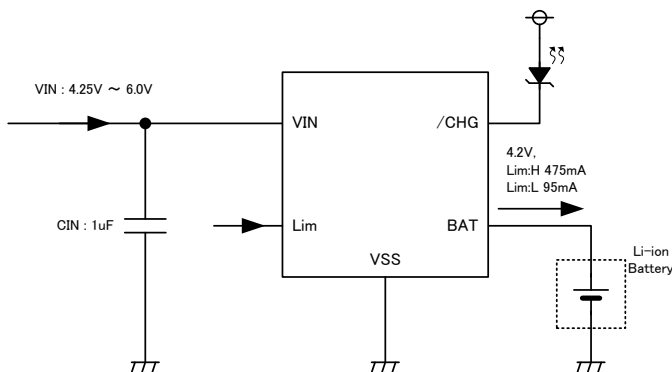 VIN : 4.25V ～ 6.0V
VIN
/CHG
4.2V,
Lim:H 475mA
Lim:L 95mA
CIN : 1uF
Lim
BAT
VSS
Li-ion
Battery